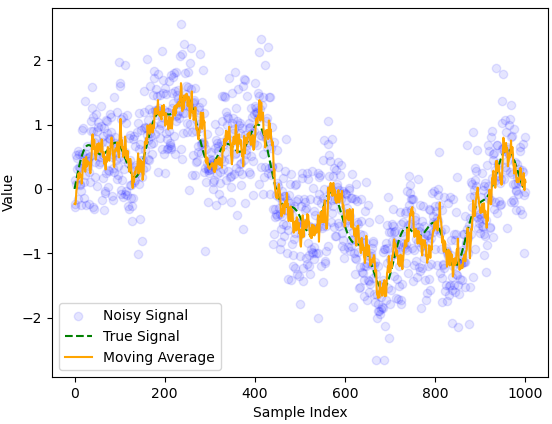 2
1
0
−1
−2
Value
Noisy Signal
True Signal
Moving Average
0
200
400
600
800
1000
Sample Index